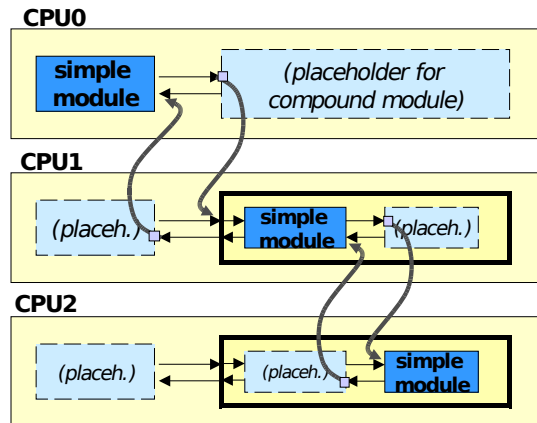 CPU0
simple
module
(placeholder for
compound module)
CPU1
(placeh.)
simple
module
(placeh.)
CPU2
(placeh.)
(placeh.)
simple
module